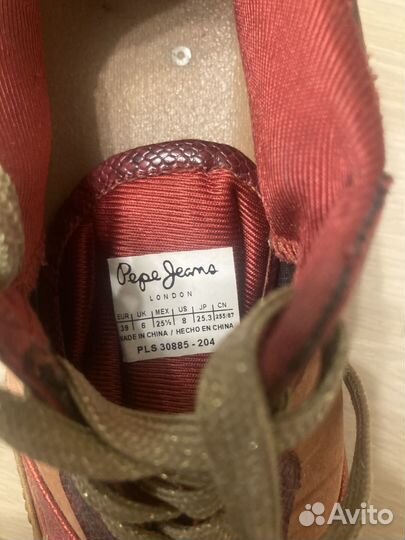 Pepe Jeans
LONDON
EUR UK MEX US JP CN
39 6 25½ 8 25.3 255/87
MADE IN CHINA / HECHO EN CHINA
PLS 30885 - 204
Avito